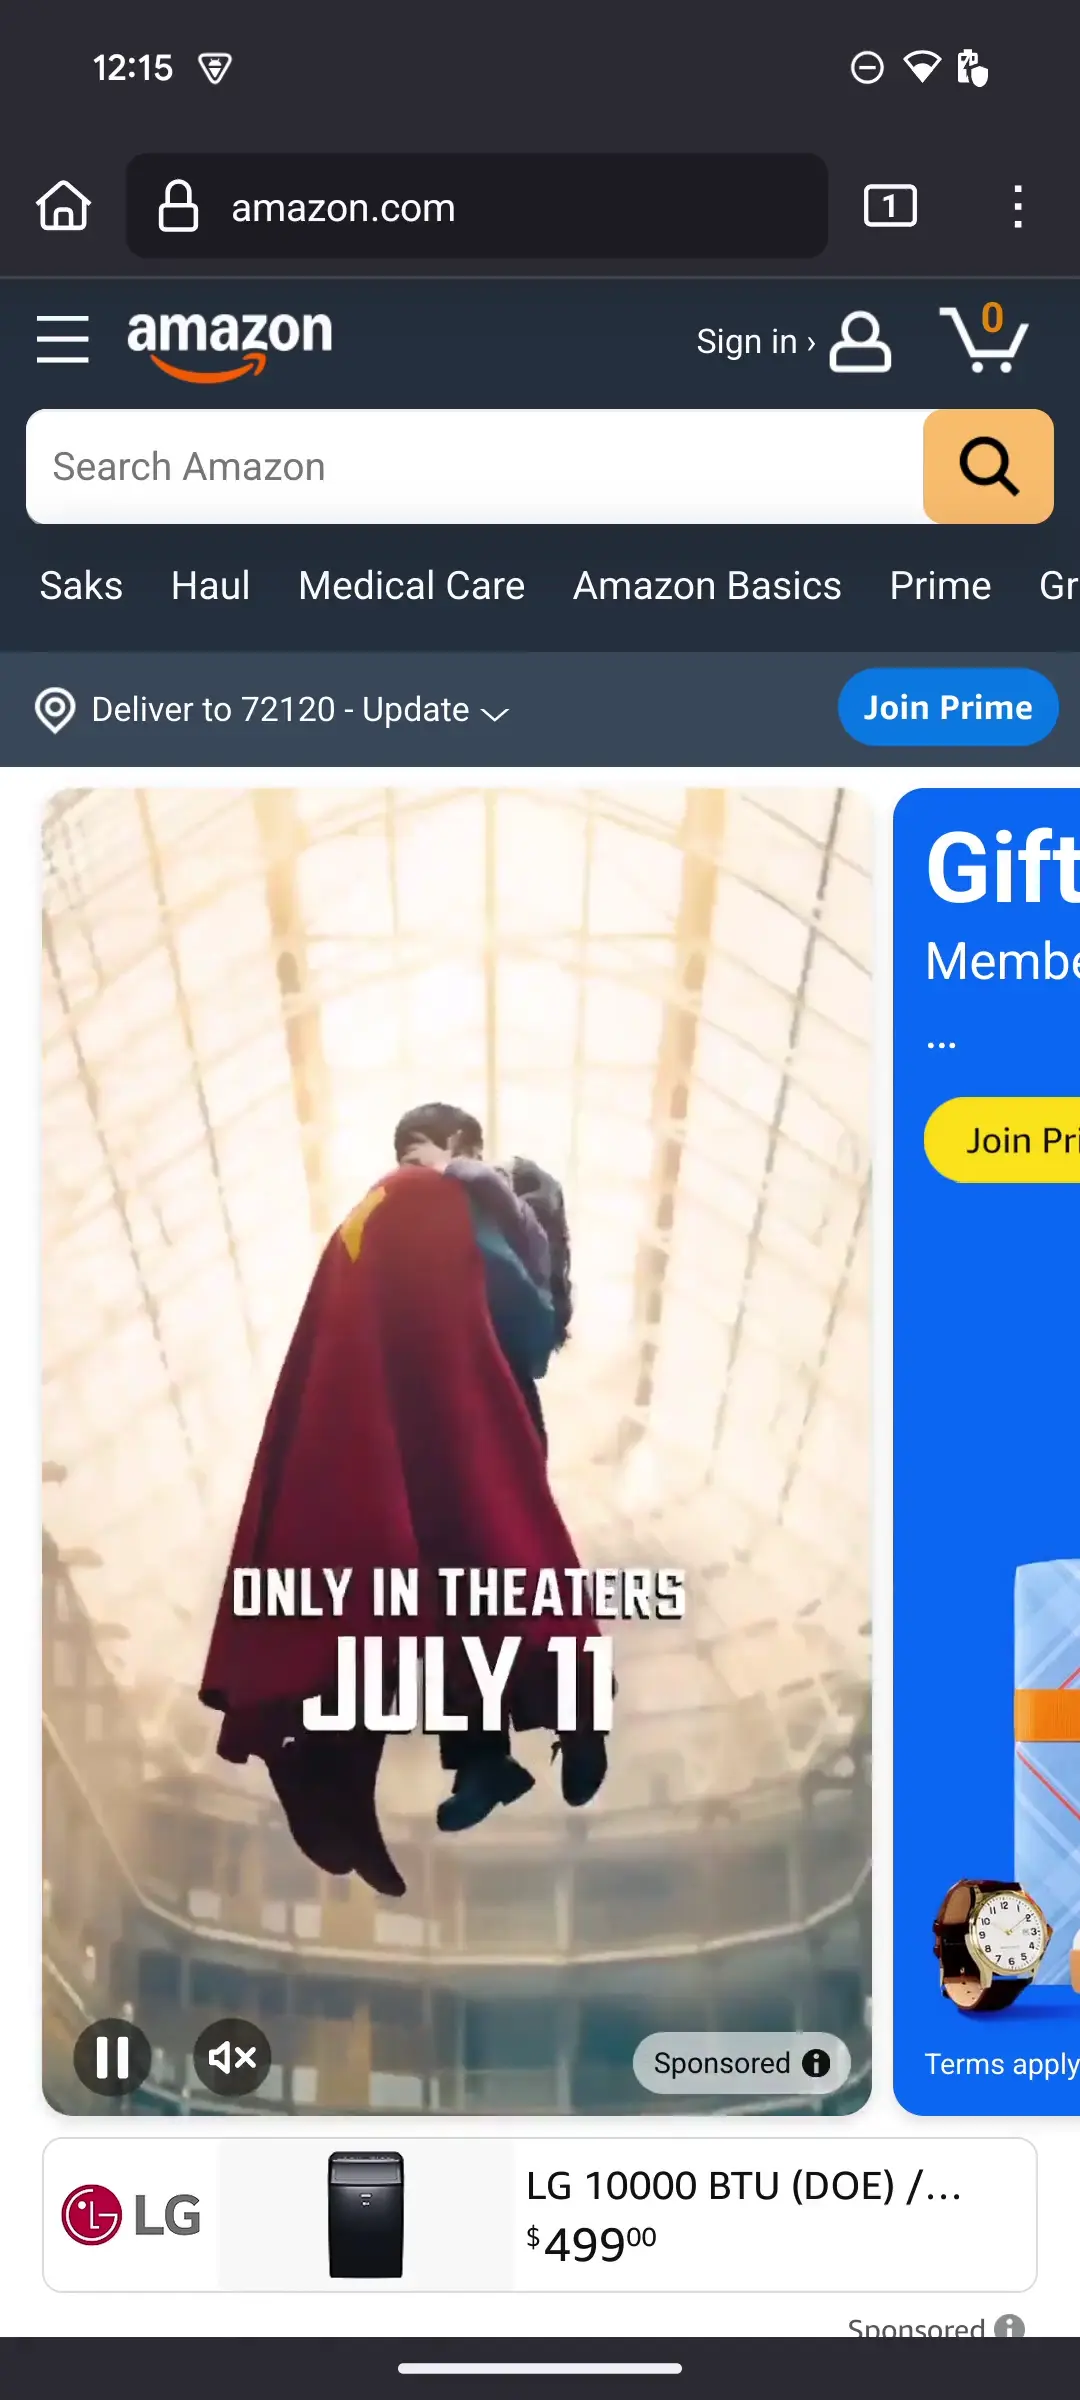 12:15
amazon.com
1
amazon
Sign in ›
0
Search Amazon
Saks Haul Medical Care Amazon Basics Prime Gr
Deliver to 72120 - Update
Join Prime
ONLY IN THEATERS
JULY 11
Sponsored
Gift
Membe
...
Join Pri
Terms apply
LG
LG 10000 BTU (DOE) /...
$49900
Sponsored